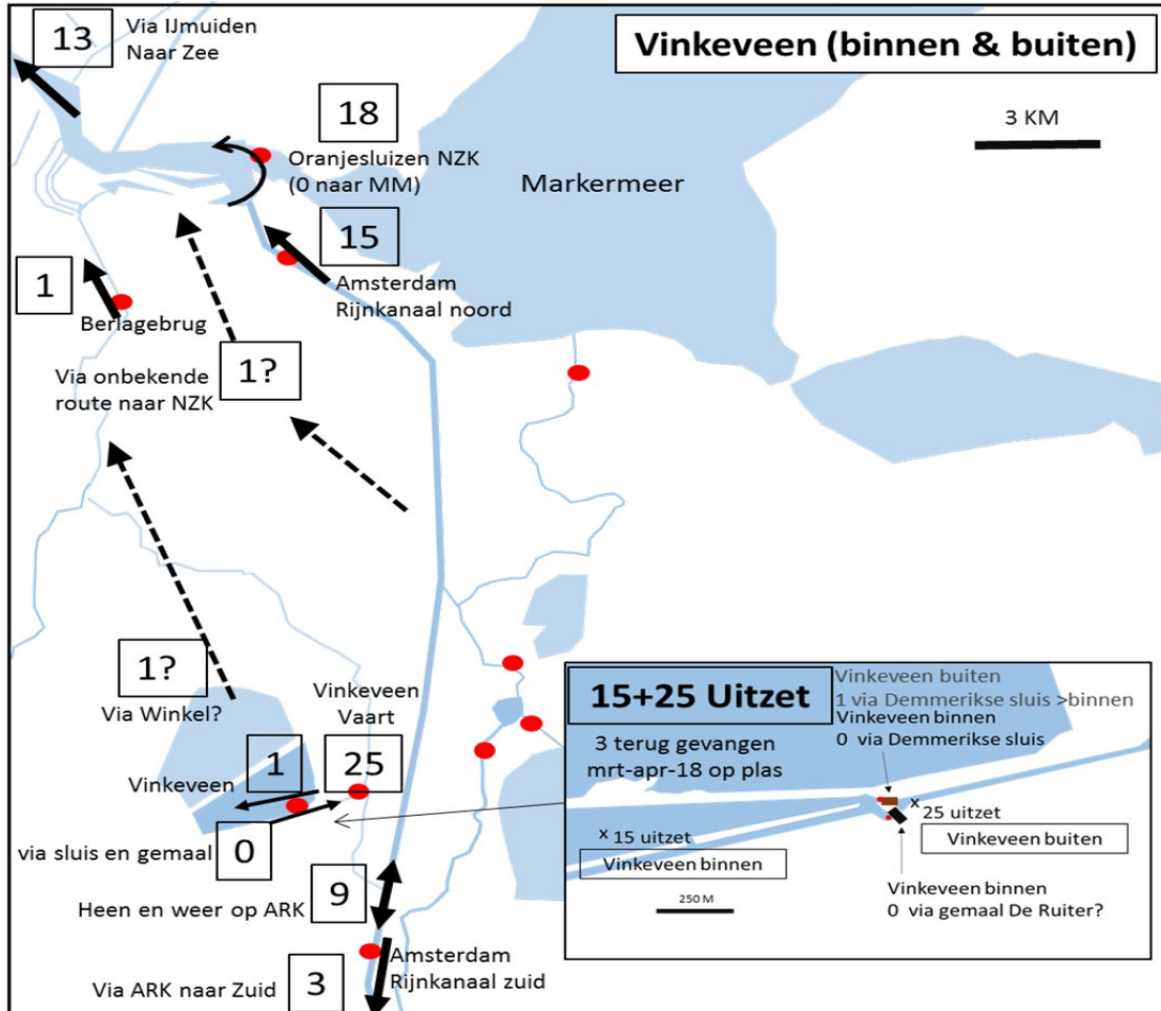 13
Via IJmuiden
Naar Zee
Vinkeveen (binnen & buiten)
3 KM
18
Oranjesluizen NZK
(0 naar MM)
Markermeer
15
Amsterdam
Rijnkanaal noord
1
Berlagebrug
Via onbekende
route naar NZK
1?
1?
Via Winkel?
Vinkeveen
Vaart
Vinkeveen
1
25
via sluis en gemaal
0
Heen en weer op ARK
9
Amsterdam
Rijnkanaal zuid
Via ARK naar Zuid
3
15+25 Uitzet
Vinkeveen buiten
1 via Demmerikse sluis >binnen
Vinkeveen binnen
0 via Demmerikse sluis
3 terug gevangen
mrt-apr-18 op plas
x 15 uitzet
Vinkeveen binnen
x 25 uitzet
Vinkeveen buiten
250 M
Vinkeveen binnen
0 via gemaal De Ruiter?